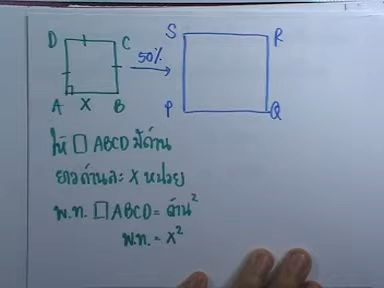 D C
S R
50%
A X B
P Q
ให้ □ ABCD มีด้าน
ยาวด้านละ X หน่วย
พ.ท. □ ABCD = ด้าน²
พ.ท. = X²